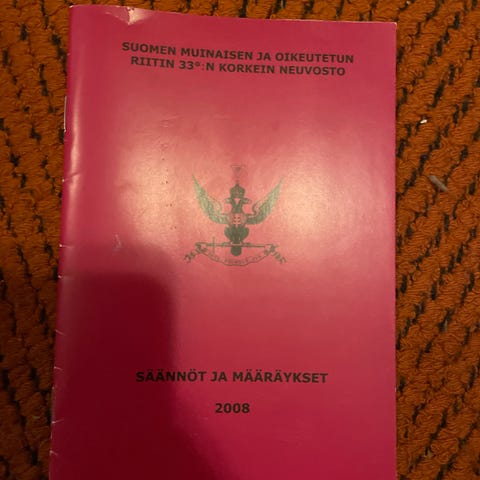 SUOMEN MUINAISEN JA OIKEUTETUN
RIITIN 33°:N KORKEIN NEUVOSTO
SÄÄNNÖT JA MÄÄRÄYKSET
2008